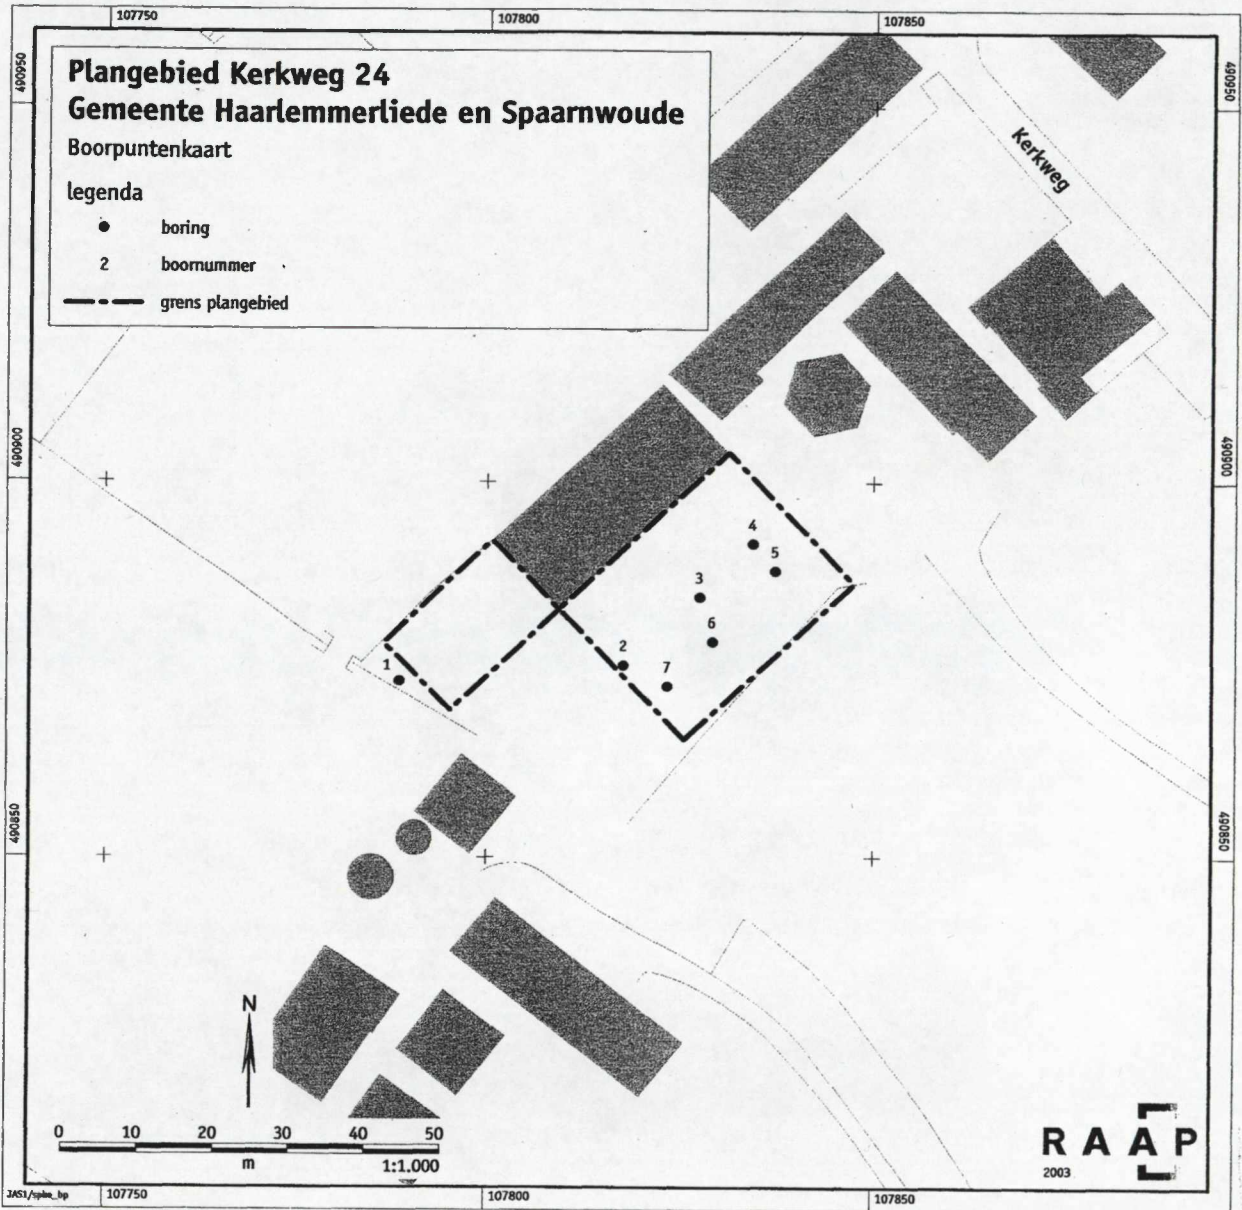 107750
107800
107850
490950
490950
Plangebied Kerkweg 24
Gemeente Haarlemmerliede en Spaarnwoude
Boorpuntenkaart
legenda
boring
2
boornummer
grens plangebied
Kerkweg
490900
490900
4
5
3
6
2
7
1
490850
490850
N
0 10 20 30 40 50
m
1:1.000
RAAP
2003
107750
107800
107850